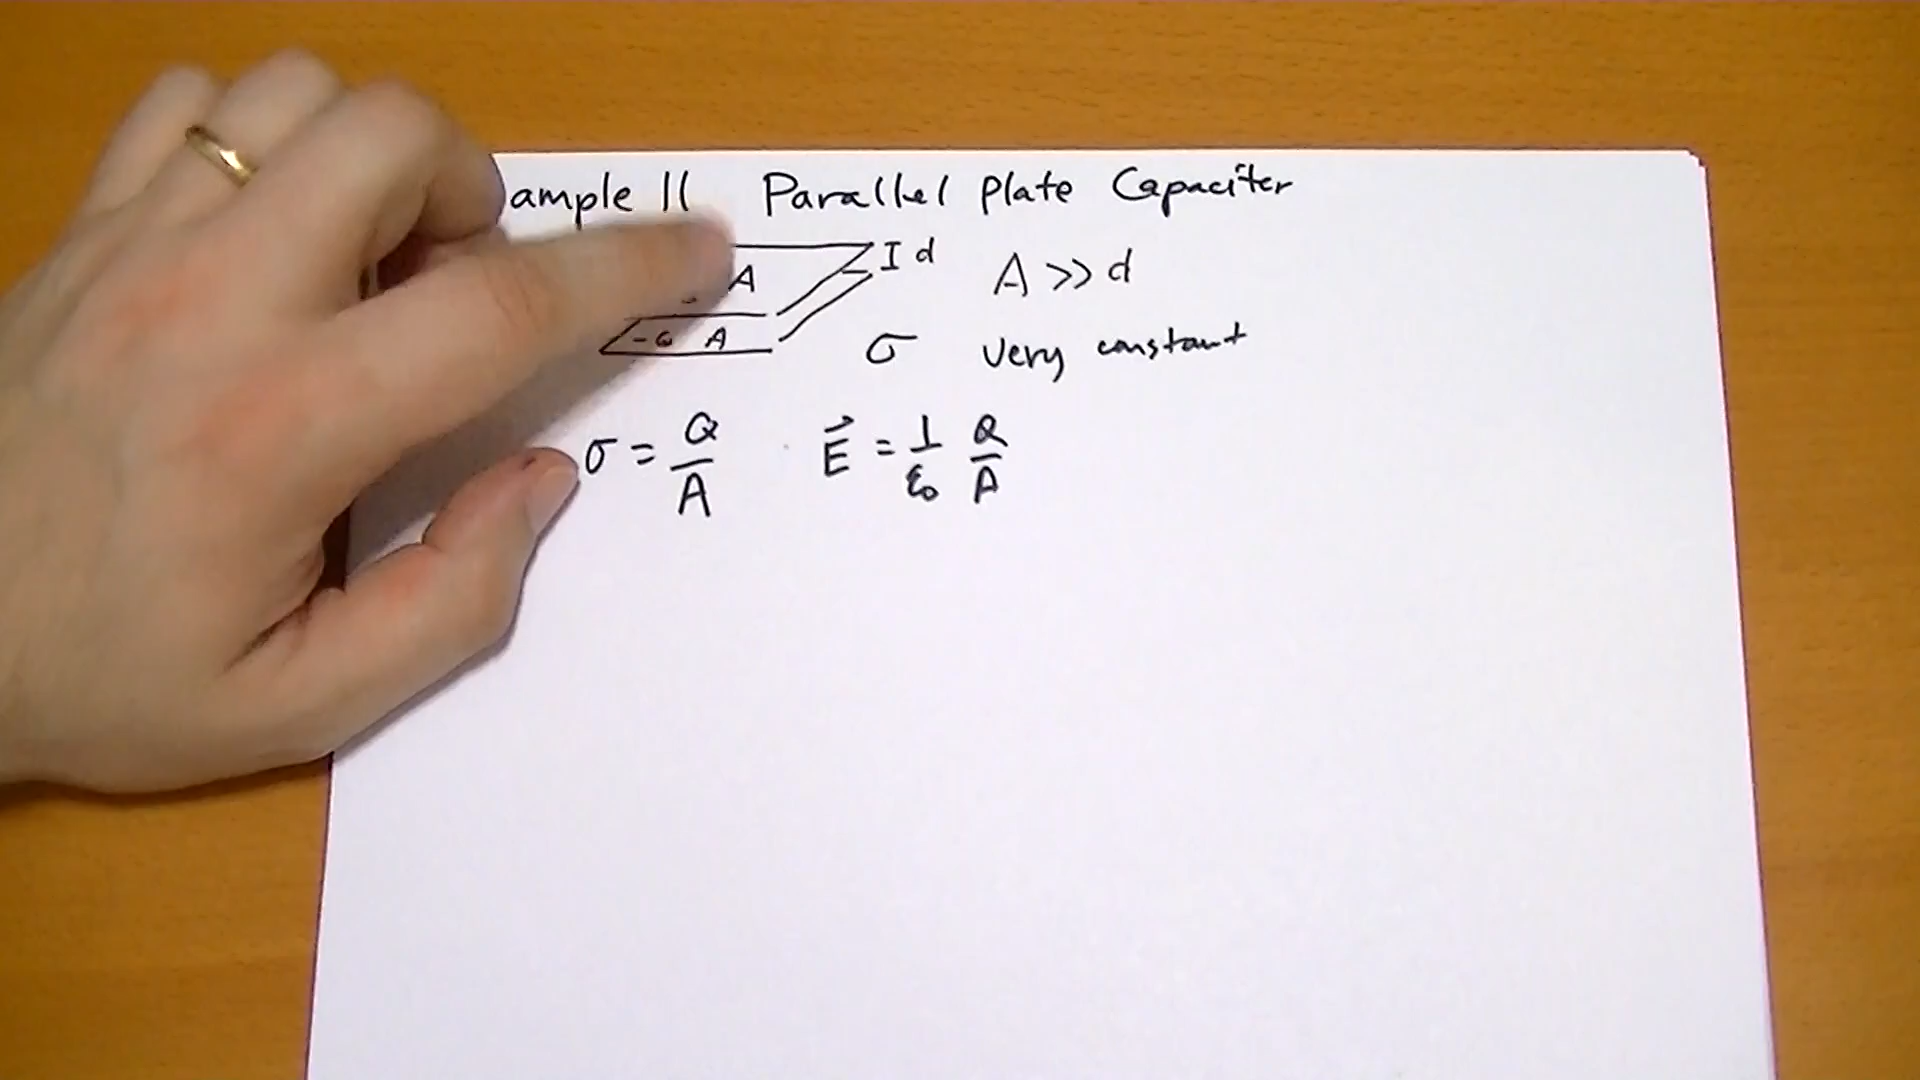 ample 11 Parallel Plate Capaciter
A I d A >> d
-Q A σ very constant
σ = Q/A E⃗ = 1/ε₀ Q/A